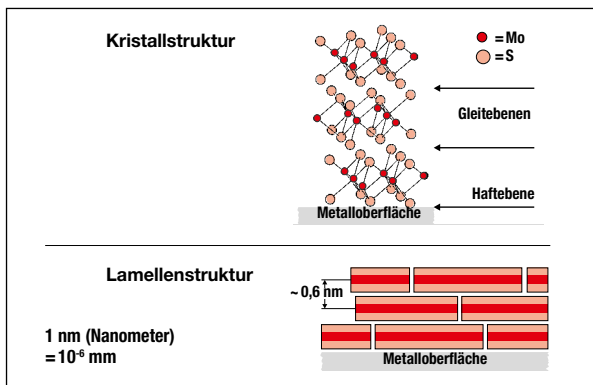 Kristallstruktur
= Mo
= S
Gleitebenen
Haftebene
Metalloberfläche
Lamellenstruktur
~ 0,6 nm
1 nm (Nanometer)
= 10⁻⁶ mm
Metalloberfläche